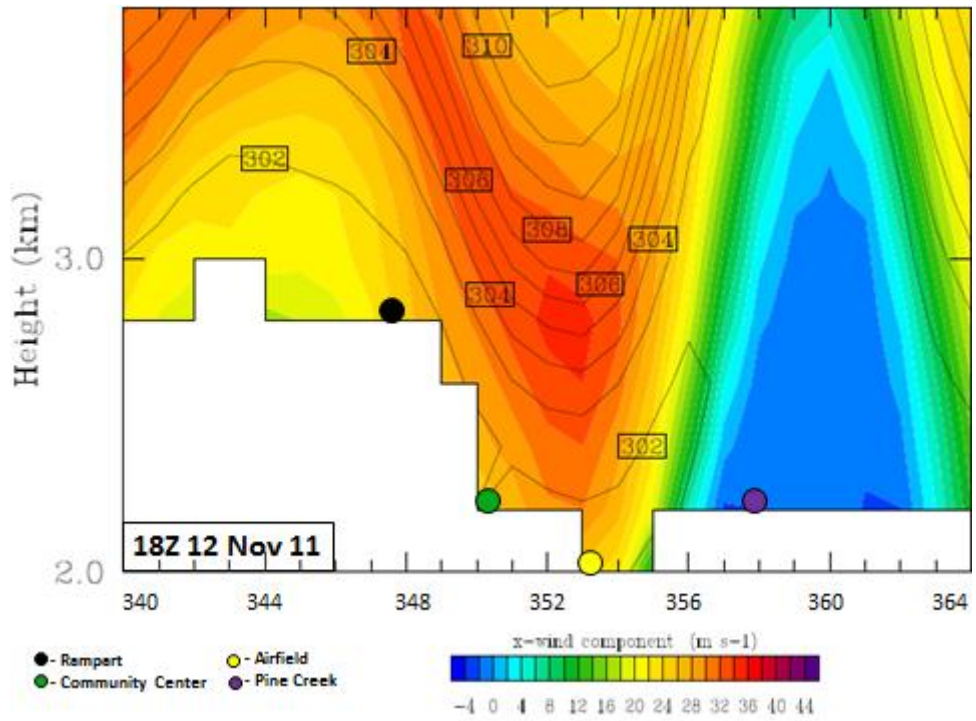 304
310
302
306
308
304
304
306
302
Height (km)
3.0
2.0
18Z 12 Nov 11
340 344 348 352 356 360 364
- Rampart
- Airfield
- Community Center
- Pine Creek
x-wind component (m s-1)
-4 0 4 8 12 16 20 24 28 32 36 40 44